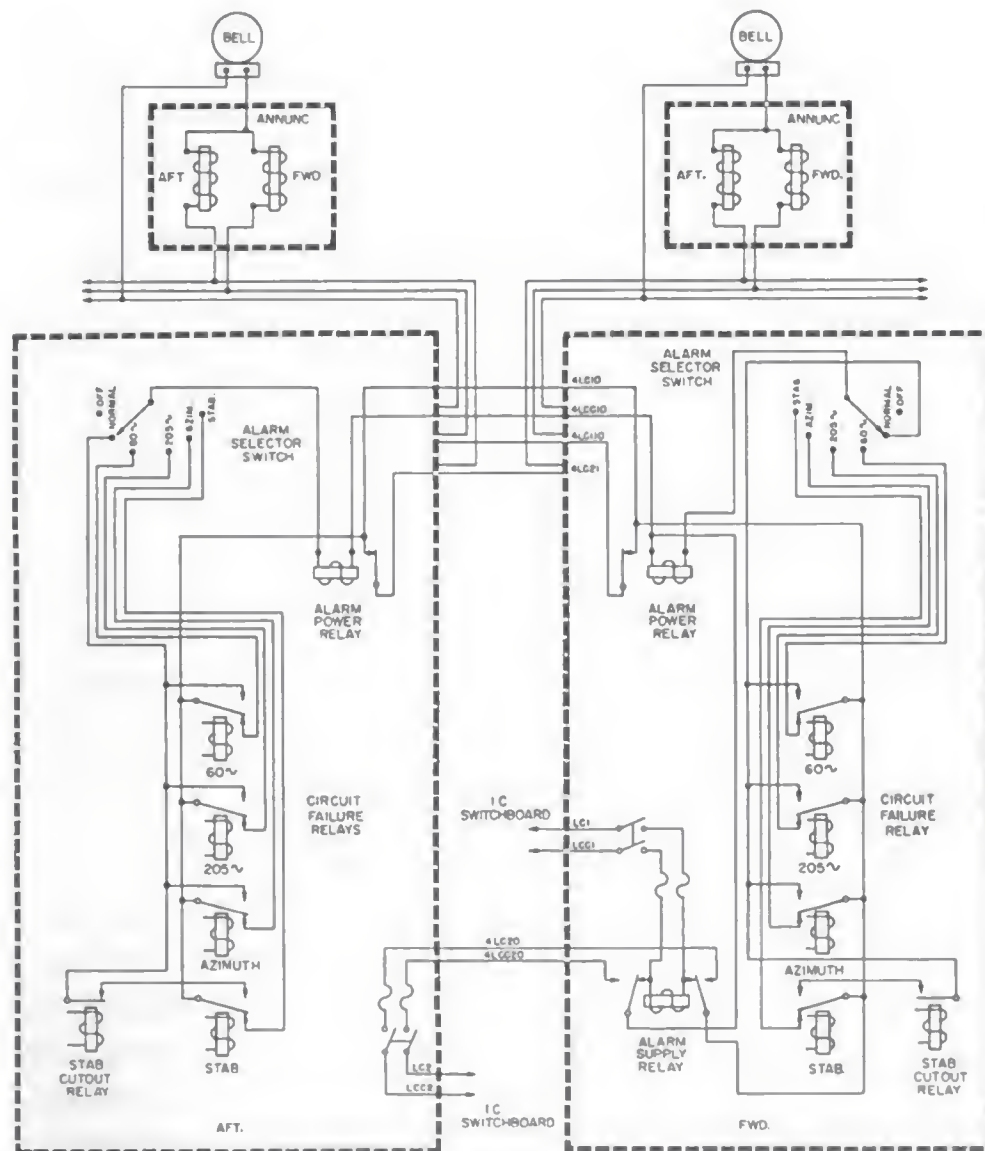 BELL
BELL
ANNUNC
AFT
FWD
ANNUNC
AFT.
FWD.
OFF
NORMAL
60~
205~
AZIM.
STAB.
ALARM
SELECTOR
SWITCH
4LC10
4LCC10
4LC110
4LC21
ALARM
SELECTOR
SWITCH
STAB.
AZIM.
205~
60~
NORMAL
OFF
ALARM
POWER
RELAY
ALARM
POWER
RELAY
60~
CIRCUIT
FAILURE
RELAYS
205~
AZIMUTH
STAB
CUTOUT
RELAY
STAB
I C
SWITCHBOARD
LC1
LCC1
60~
CIRCUIT
FAILURE
RELAY
205~
AZIMUTH
4LC20
4LCC20
ALARM
SUPPLY
RELAY
STAB.
STAB
CUTOUT
RELAY
LC2
LCC2
I C
SWITCHBOARD
AFT.
FWD.